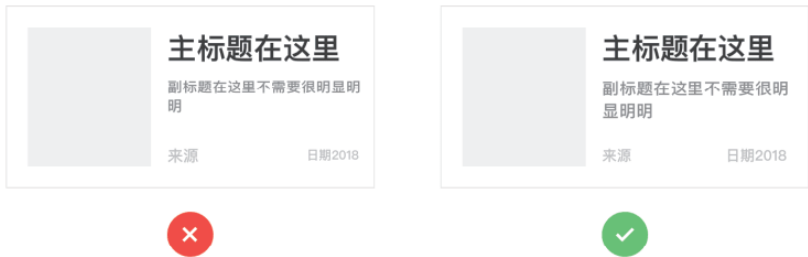 主标题在这里
副标题在这里不需要很明显明
明
来源 日期2018
主标题在这里
副标题在这里不需要很明
显明明
来源 日期2018